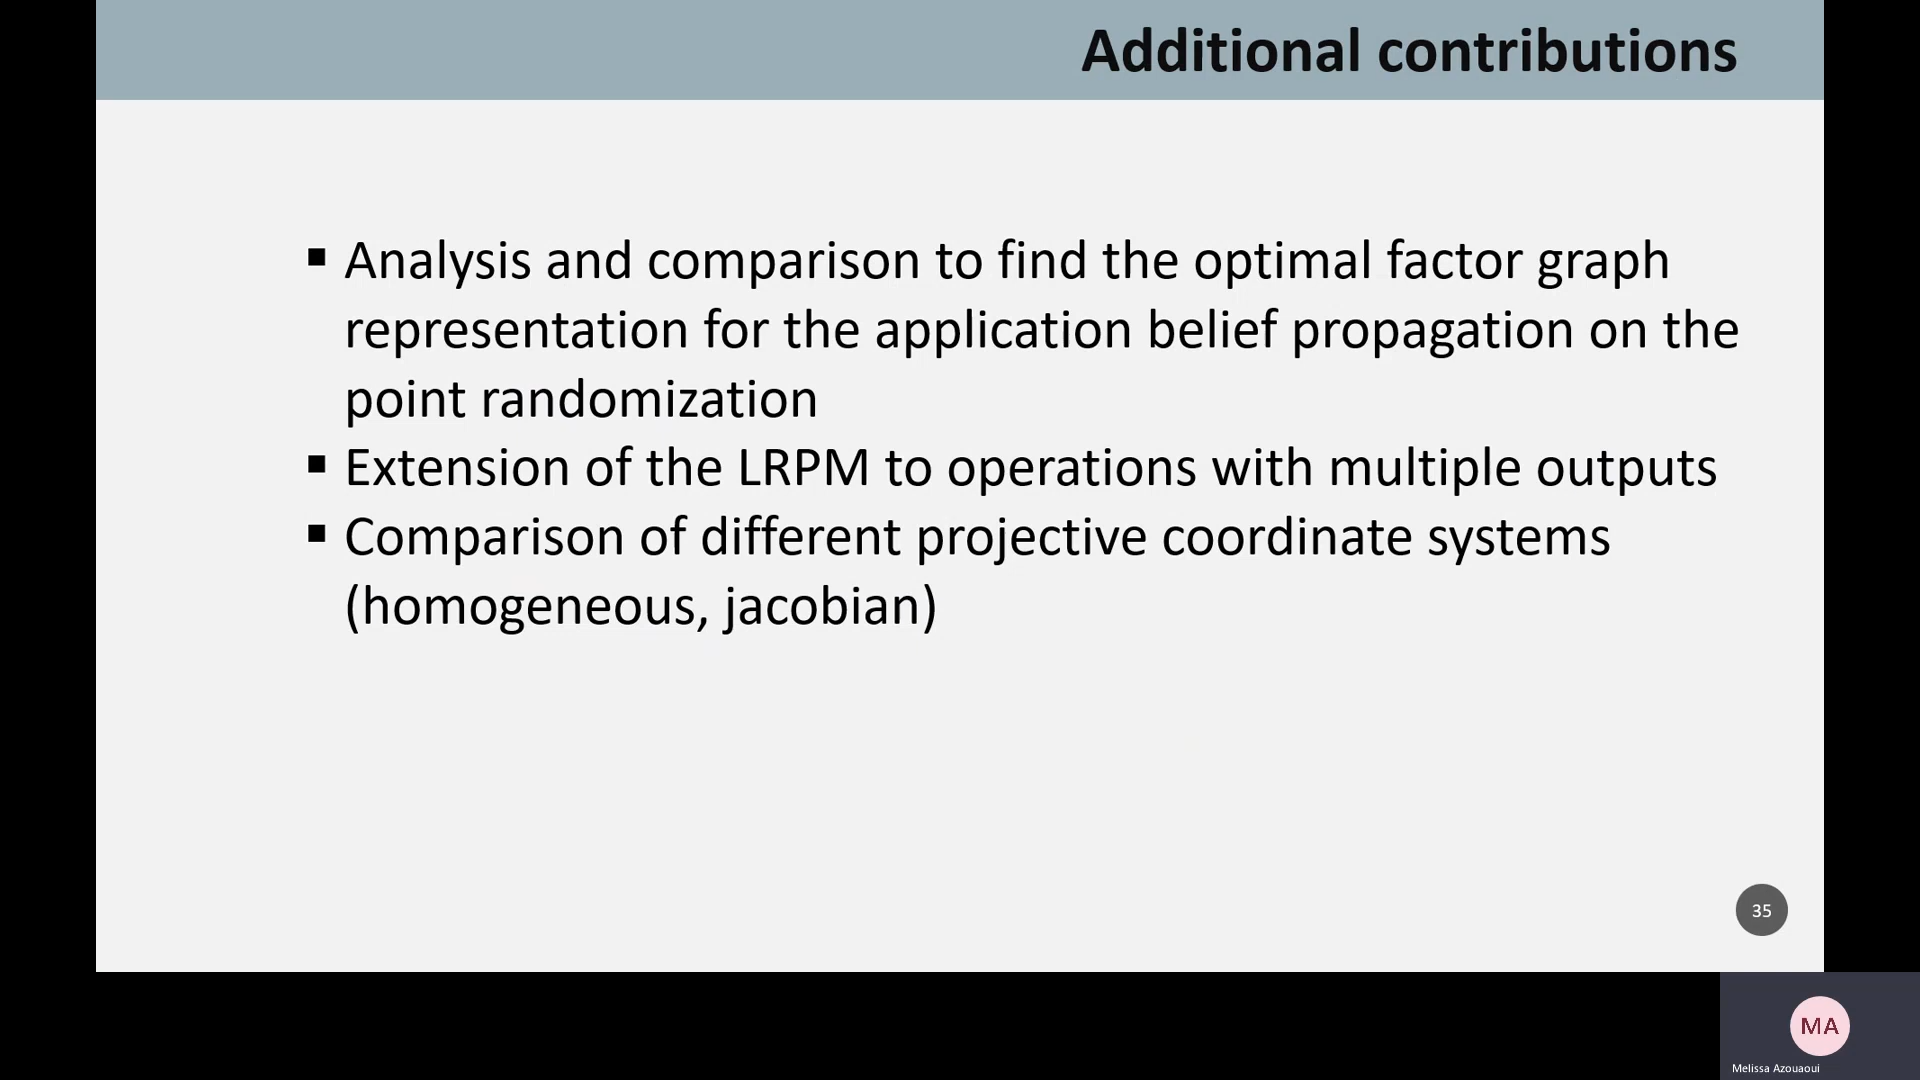 Additional contributions
▪ Analysis and comparison to find the optimal factor graph
representation for the application belief propagation on the
point randomization
▪ Extension of the LRPM to operations with multiple outputs
▪ Comparison of different projective coordinate systems
(homogeneous, jacobian)
35
MA
Melissa Azouaoui